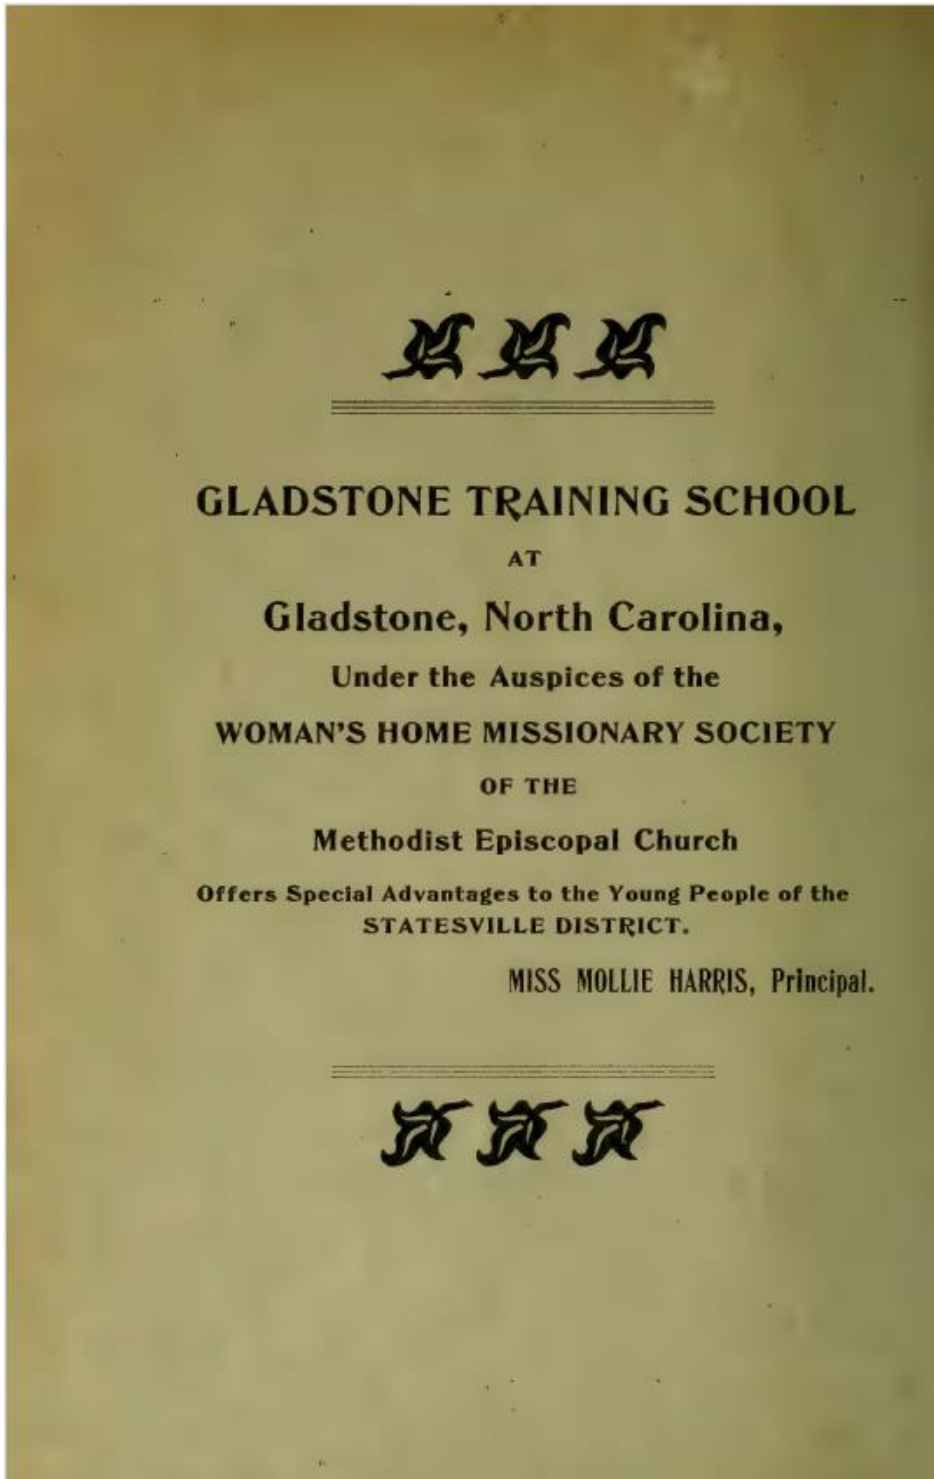 GLADSTONE TRAINING SCHOOL
AT
Gladstone, North Carolina,
Under the Auspices of the
WOMAN'S HOME MISSIONARY SOCIETY
OF THE
Methodist Episcopal Church
Offers Special Advantages to the Young People of the
STATESVILLE DISTRICT.
MISS MOLLIE HARRIS, Principal.